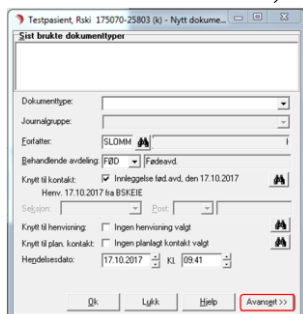 Testpasient, Rski 175070-25803 (k) - Nytt dokume...
Sist brukte dokumenttyper
Dokumenttype:
Journalgruppe:
Forfatter: SLOMM
Behandlende avdeling: FØD Fødeavd.
Knytt til kontakt: Innleggelse fød.avd, den 17.10.2017
Henv. 17.10.2017 fra BSKEIE
Seksjon: Post:
Knytt til henvisning: Ingen henvisning valgt
Knytt til plan. kontakt: Ingen planlagt kontakt valgt
Hendelsesdato: 17.10.2017 Kl. 09:41
Ok Lukk Hjelp Avansert >>